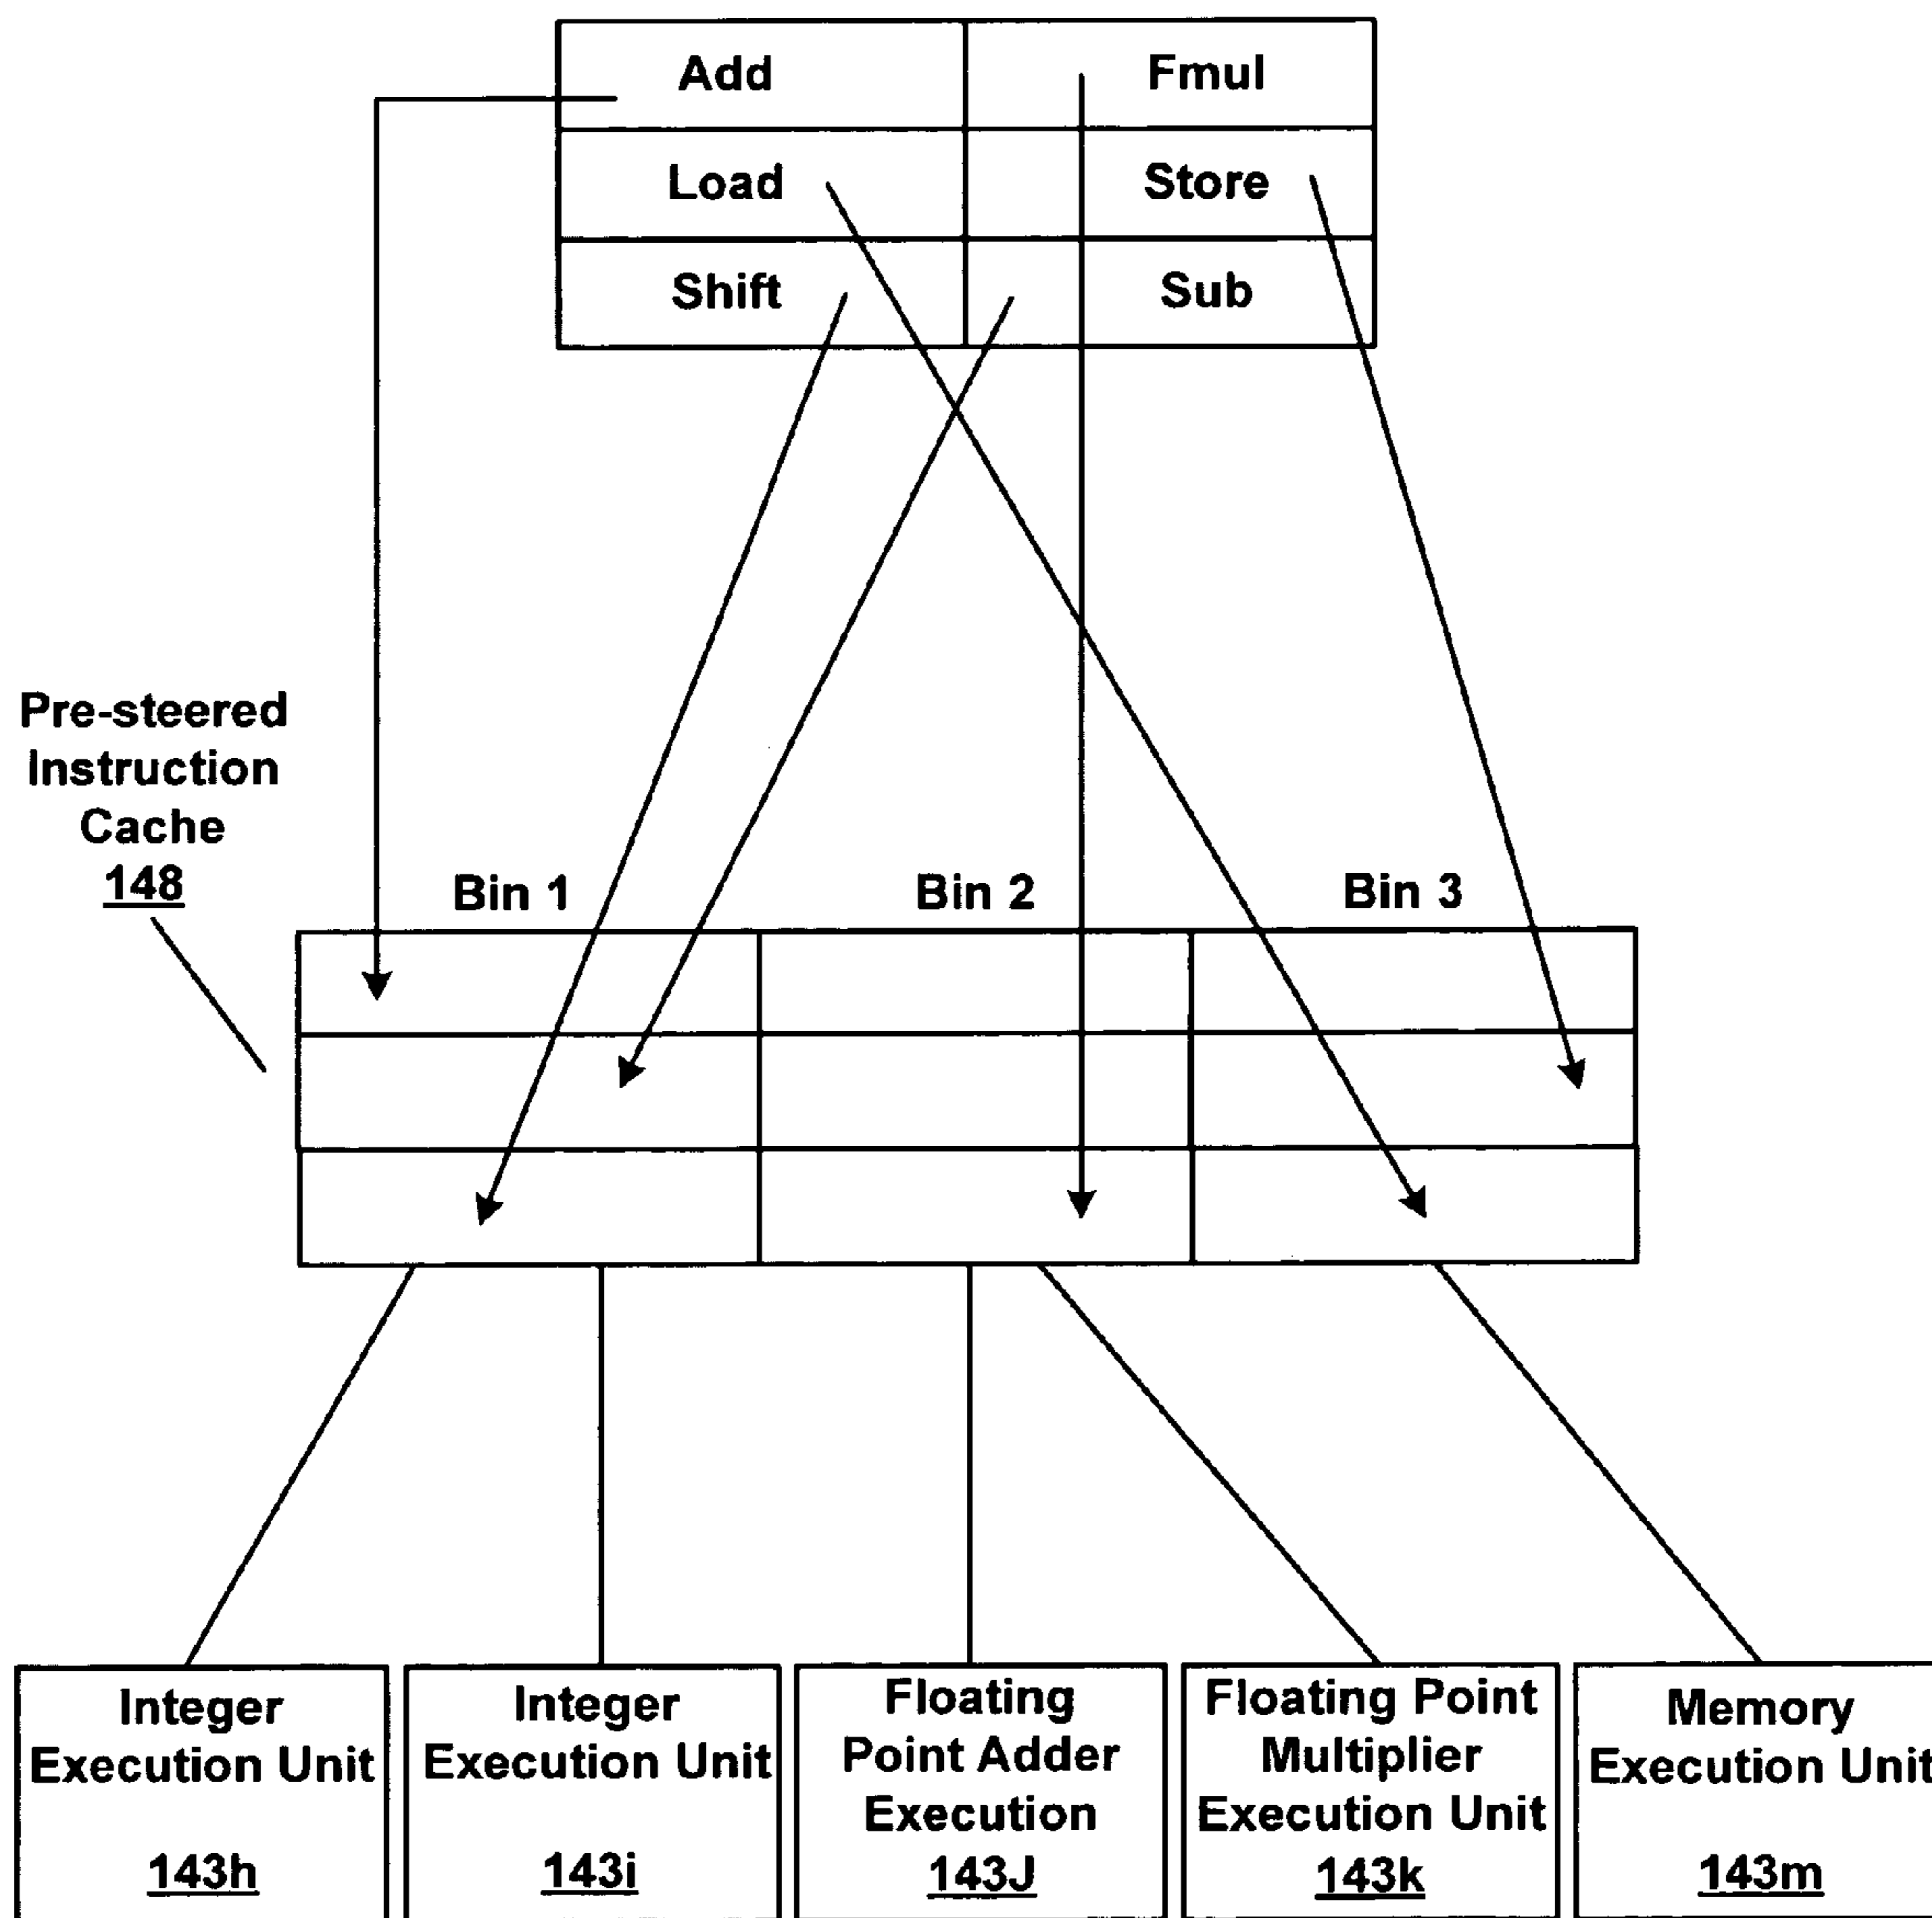 Add
Fmul
Load
Store
Shift
Sub
Pre-steered
Instruction
Cache
148
Bin 1
Bin 2
Bin 3
Integer
Execution Unit
143h
Integer
Execution Unit
143i
Floating
Point Adder
Execution
143J
Floating Point
Multiplier
Execution Unit
143k
Memory
Execution Unit
143m